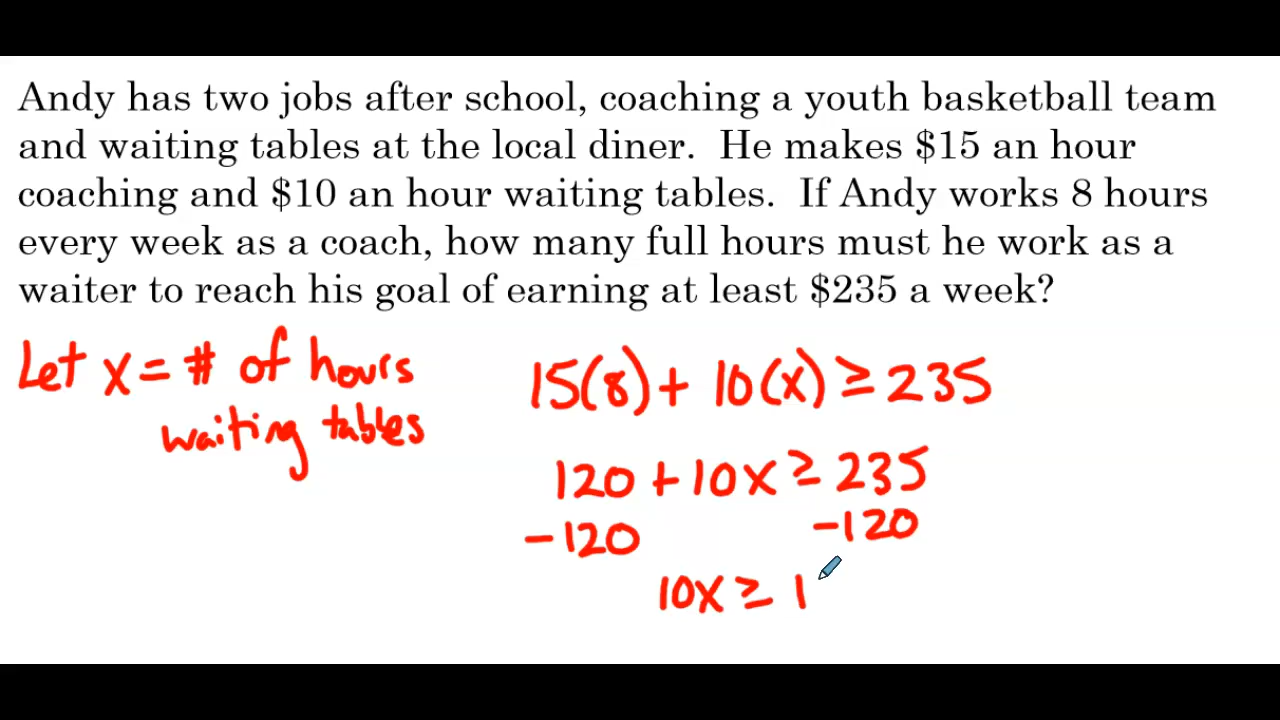 Andy has two jobs after school, coaching a youth basketball team
and waiting tables at the local diner. He makes $15 an hour
coaching and $10 an hour waiting tables. If Andy works 8 hours
every week as a coach, how many full hours must he work as a
waiter to reach his goal of earning at least $235 a week?
Let x = # of hours
waiting tables
15(8) + 10(x) ≥ 235
120 + 10x ≥ 235
-120 -120
10x ≥ 1